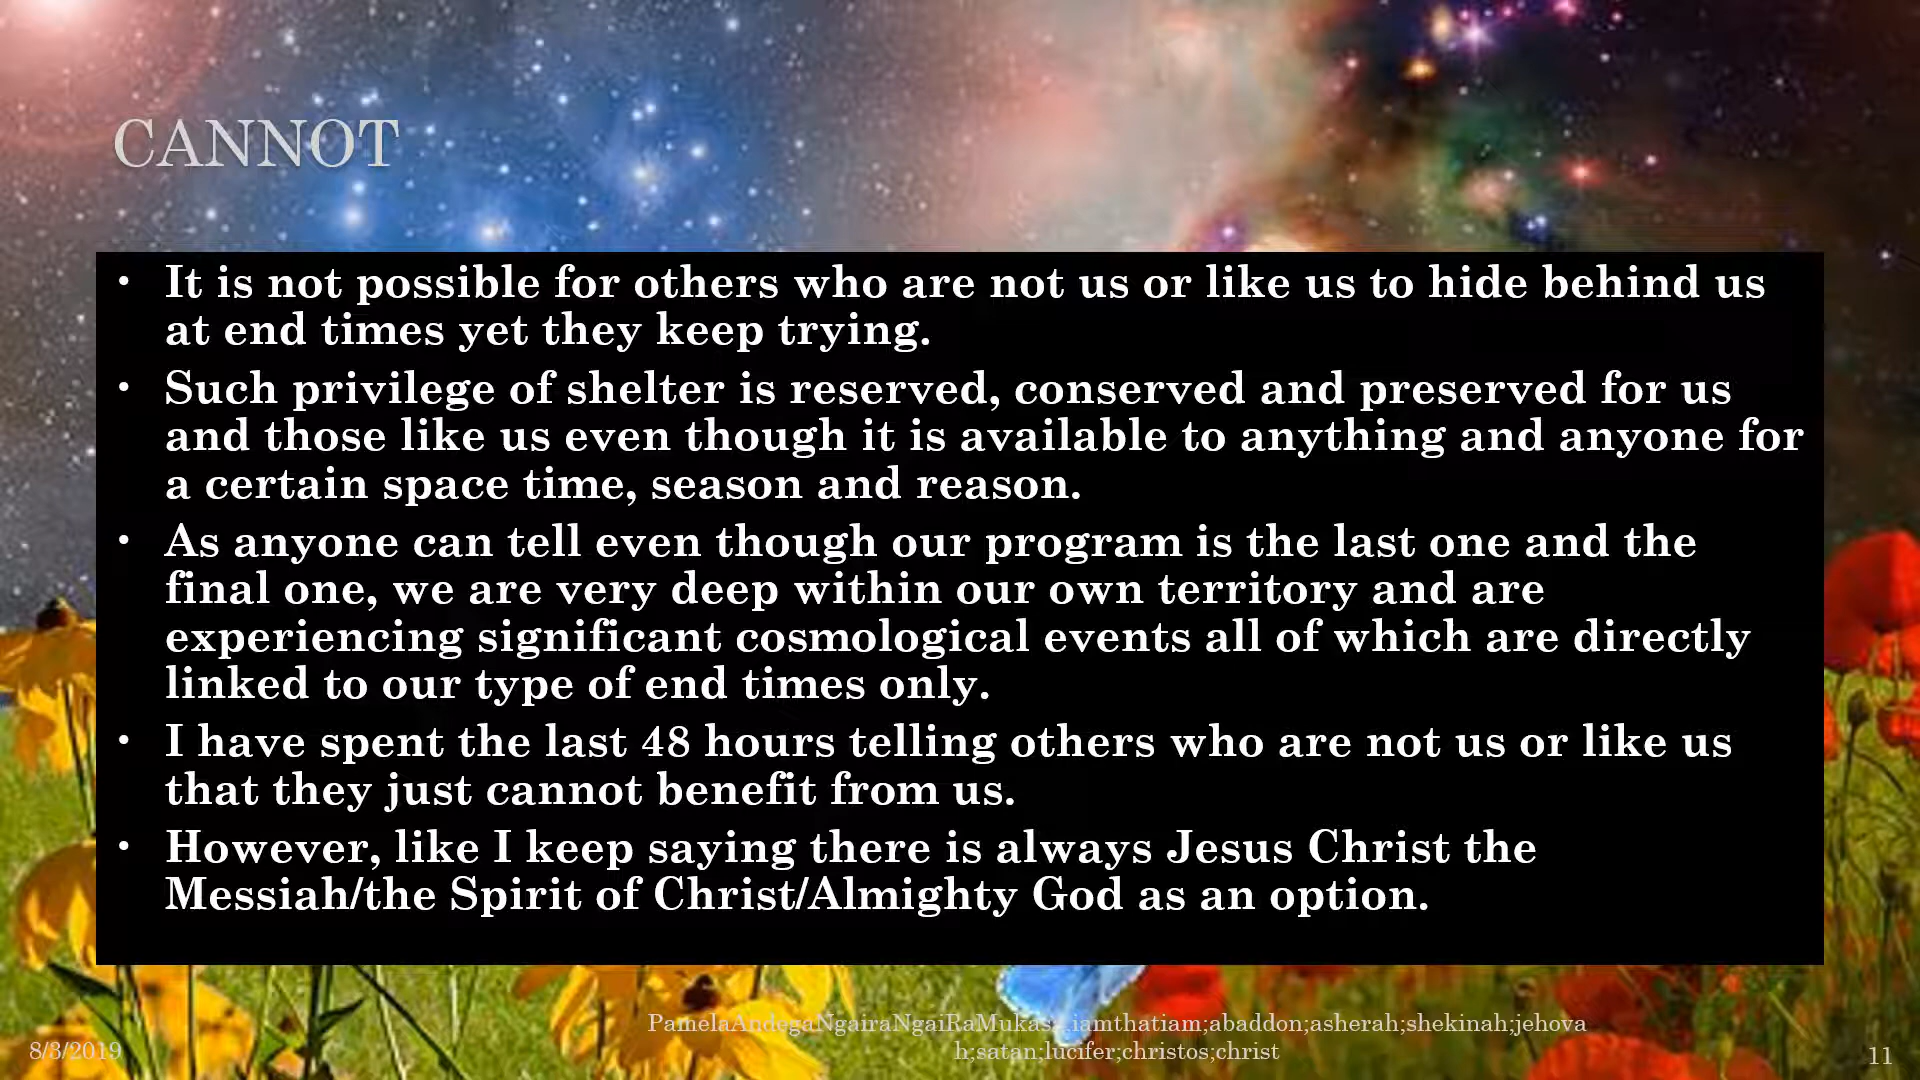 CANNOT
• It is not possible for others who are not us or like us to hide behind us
at end times yet they keep trying.
• Such privilege of shelter is reserved, conserved and preserved for us
and those like us even though it is available to anything and anyone for
a certain space time, season and reason.
• As anyone can tell even though our program is the last one and the
final one, we are very deep within our own territory and are
experiencing significant cosmological events all of which are directly
linked to our type of end times only.
• I have spent the last 48 hours telling others who are not us or like us
that they just cannot benefit from us.
• However, like I keep saying there is always Jesus Christ the
Messiah/the Spirit of Christ/Almighty God as an option.
PamelaAndegaNgairaNgaiRaMukas iamthatiam;abaddon;asherah;shekinah;jehova
h;satan;lucifer;christos;christ
8/3/2019
11